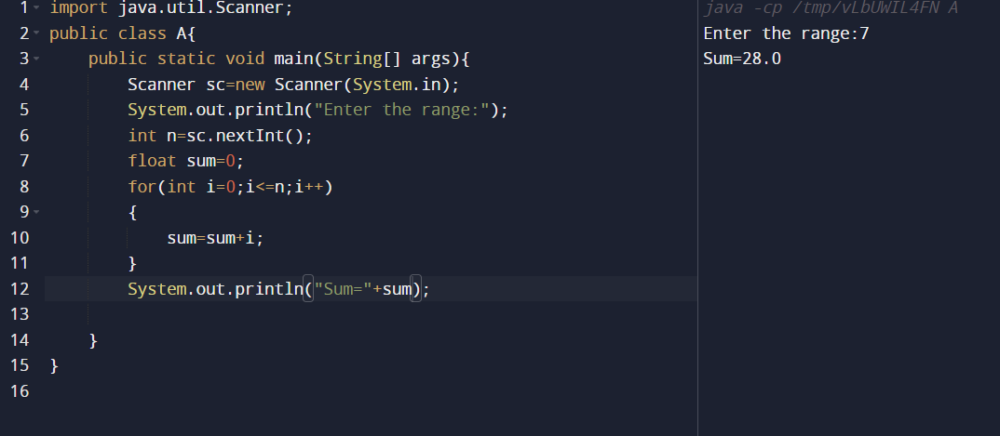 1 import java.util.Scanner;
2 public class A{
3     public static void main(String[] args){
4         Scanner sc=new Scanner(System.in);
5         System.out.println("Enter the range:");
6         int n=sc.nextInt();
7         float sum=0;
8         for(int i=0;i<=n;i++)
9         {
10             sum=sum+i;
11         }
12         System.out.println("Sum="+sum);
13
14     }
15 }
16
java -cp /tmp/vLbUWIL4FN A
Enter the range:7
Sum=28.0